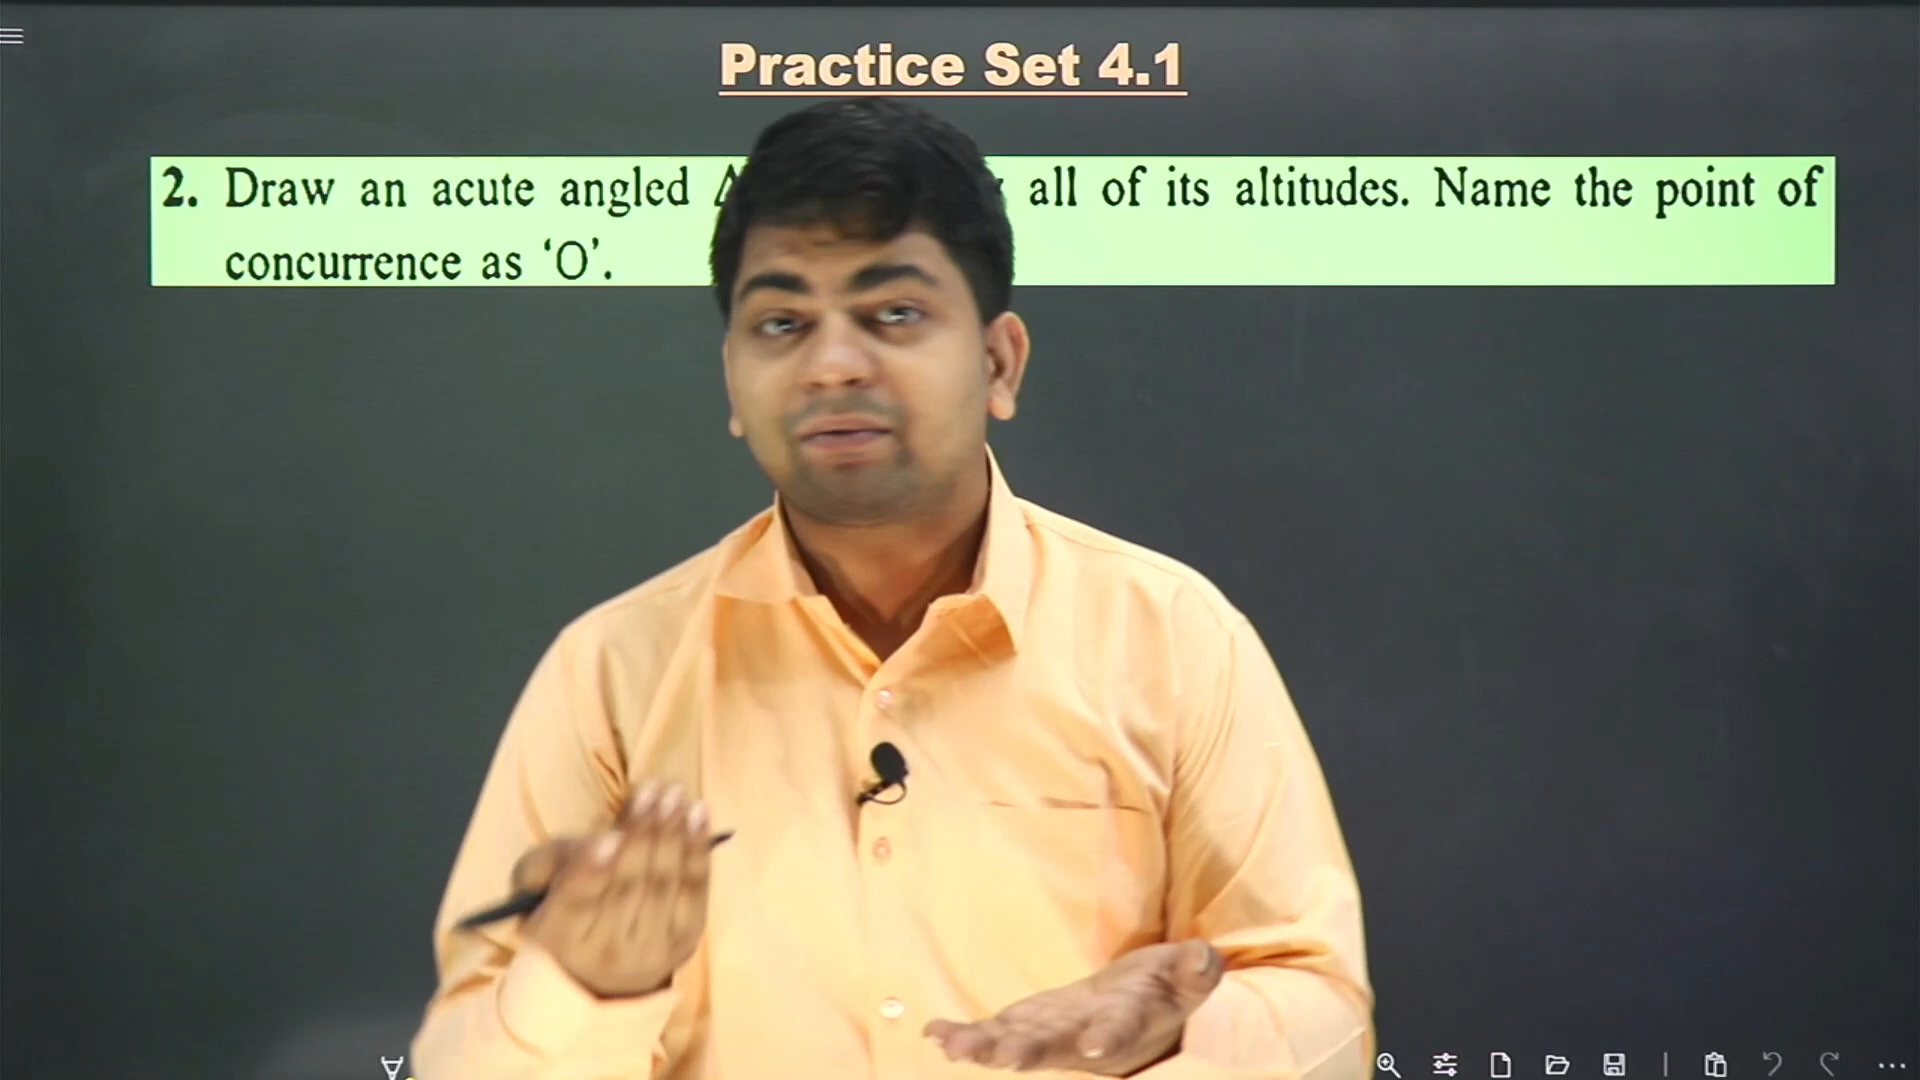 Practice Set 4.1
2. Draw an acute angled all of its altitudes. Name the point of
concurrence as ‘O’.